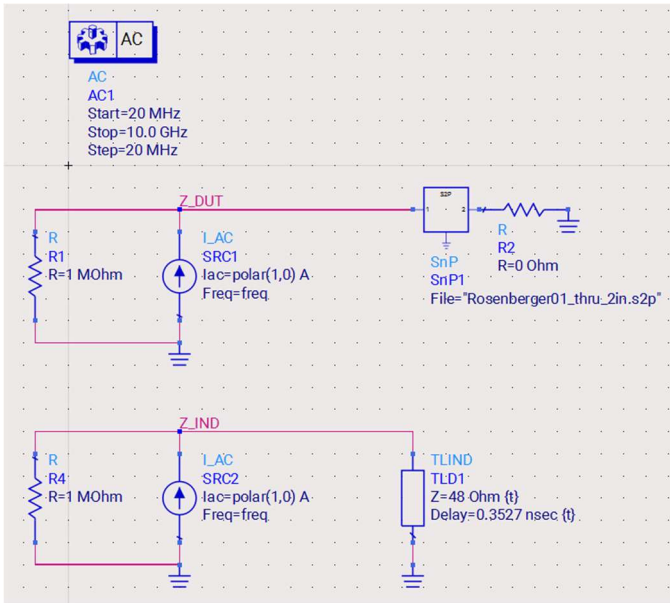 AC
AC
AC1
Start=20 MHz
Stop=10.0 GHz
Step=20 MHz
Z_DUT
S2P
1
2
R
R1
R=1 MOhm
I_AC
SRC1
Iac=polar(1,0) A
Freq=freq
SnP
SnP1
File="Rosenberger01_thru_2in.s2p"
R
R2
R=0 Ohm
Z_IND
R
R4
R=1 MOhm
I_AC
SRC2
Iac=polar(1,0) A
Freq=freq
TLIND
TLD1
Z=48 Ohm {t}
Delay=0.3527 nsec {t}